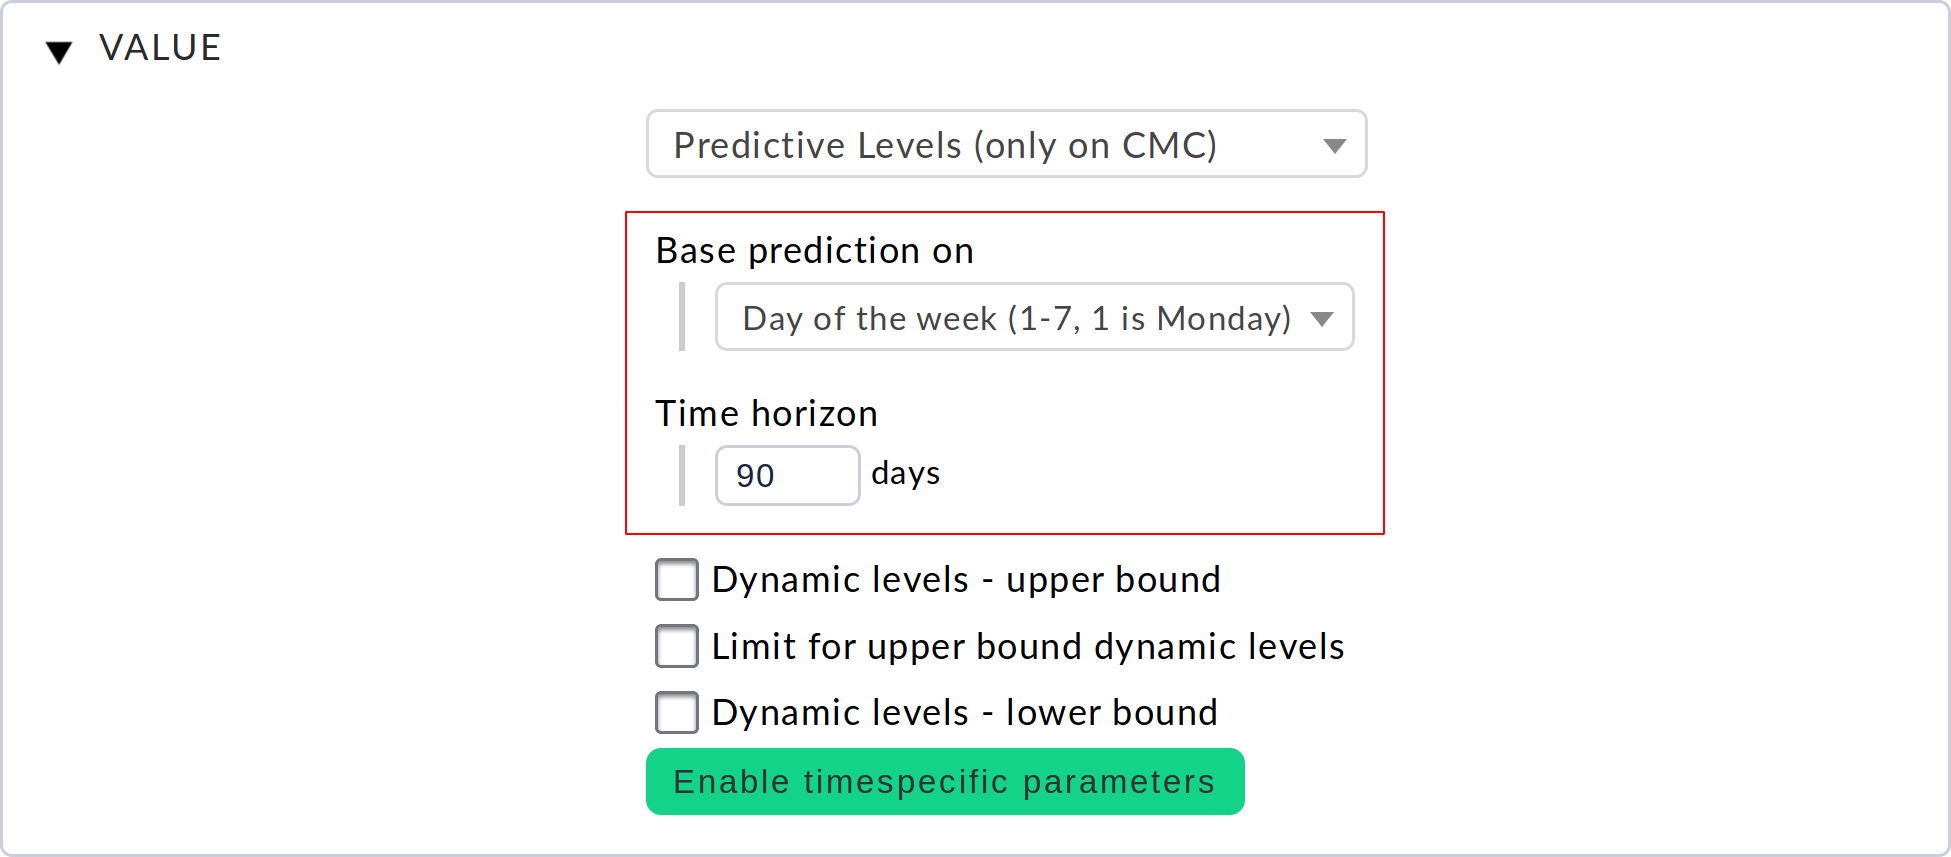 VALUE
Predictive Levels (only on CMC)
Base prediction on
Day of the week (1-7, 1 is Monday)
Time horizon
90 days
Dynamic levels - upper bound
Limit for upper bound dynamic levels
Dynamic levels - lower bound
Enable timespecific parameters